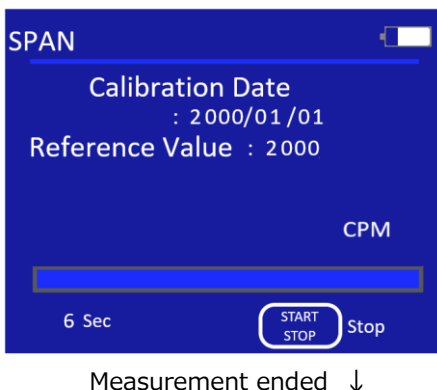 SPAN
Calibration Date
: 2000/01/01
Reference Value : 2000
CPM
6 Sec
START
STOP
Stop
Measurement ended ↓